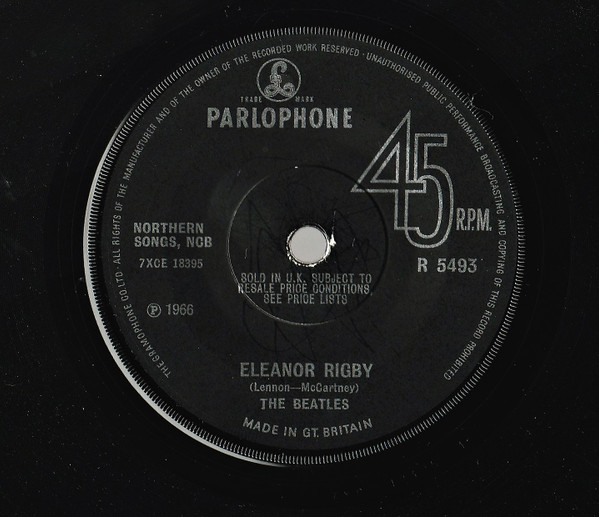 THE GRAMOPHONE CO. LTD · ALL RIGHTS OF THE MANUFACTURER AND OF THE OWNER OF THE RECORDED WORK RESERVED · UNAUTHORISED PUBLIC PERFORMANCE BROADCASTING AND COPYING OF THIS RECORD PROHIBITED
£
TRADE MARK
PARLOPHONE
45 R.P.M.
NORTHERN
SONGS, NCB
7XCE 18395
R 5493
SOLD IN U.K. SUBJECT TO
RESALE PRICE CONDITIONS,
SEE PRICE LISTS
℗ 1966
ELEANOR RIGBY
(Lennon—McCartney)
THE BEATLES
MADE IN GT. BRITAIN